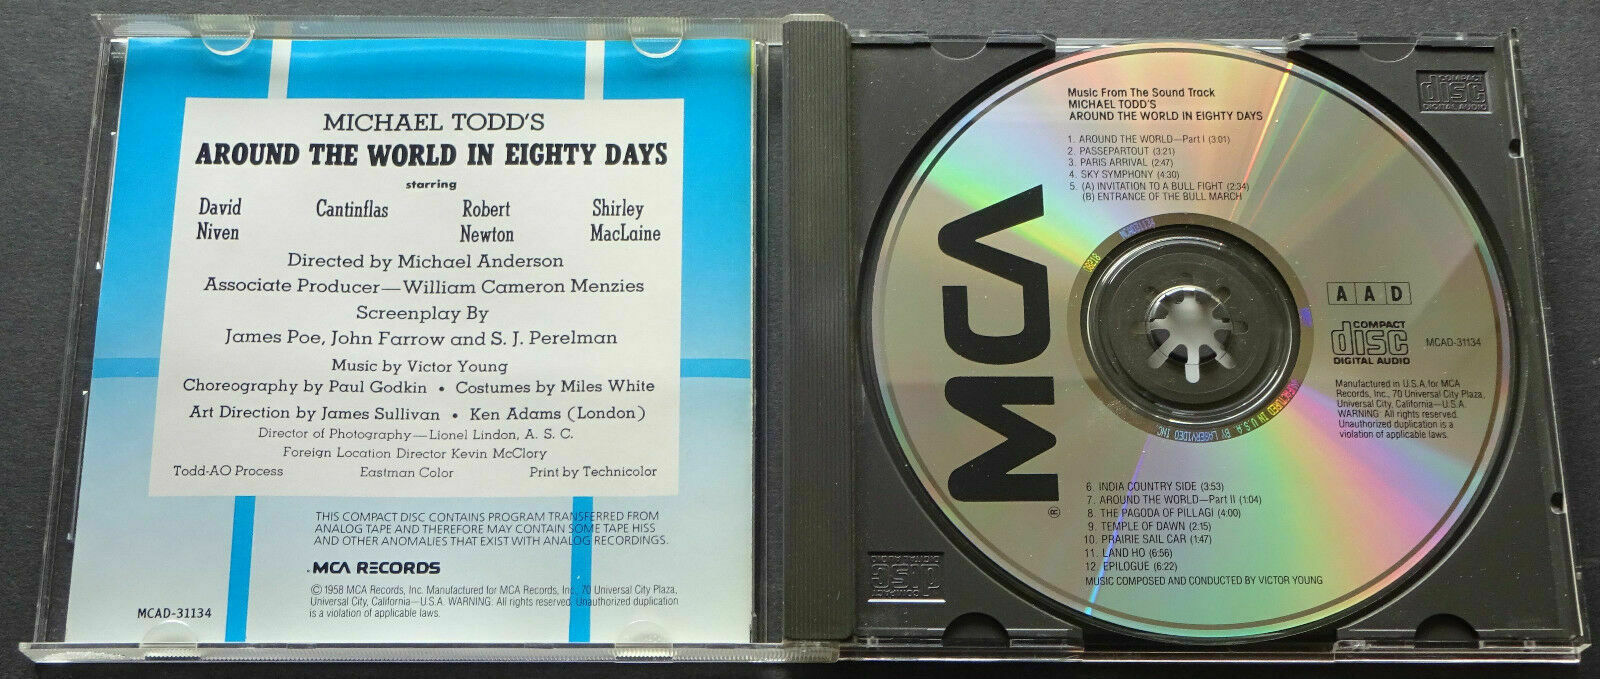 MICHAEL TODD'S
AROUND THE WORLD IN EIGHTY DAYS
starring
David Niven
Cantinflas
Robert Newton
Shirley MacLaine
Directed by Michael Anderson
Associate Producer—William Cameron Menzies
Screenplay By
James Poe, John Farrow and S. J. Perelman
Music by Victor Young
Choreography by Paul Godkin • Costumes by Miles White
Art Direction by James Sullivan • Ken Adams (London)
Director of Photography—Lionel Lindon, A. S. C.
Foreign Location Director Kevin McClory
Todd-AO Process Eastman Color Print by Technicolor
THIS COMPACT DISC CONTAINS PROGRAM TRANSFERRED FROM
ANALOG TAPE AND THEREFORE MAY CONTAIN SOME TAPE HISS
AND OTHER ANOMALIES THAT EXIST WITH ANALOG RECORDINGS.
MCA RECORDS
©1958 MCA Records, Inc. Manufactured for MCA Records, Inc., 70 Universal City Plaza,
Universal City, California—U.S.A. WARNING: All rights reserved. Unauthorized duplication
is a violation of applicable laws.
MCAD-31134
Music From The Sound Track
MICHAEL TODD'S
AROUND THE WORLD IN EIGHTY DAYS
1. AROUND THE WORLD—Part I (3:01)
2. PASSEPARTOUT (3:21)
3. PARIS ARRIVAL (2:47)
4. SKY SYMPHONY (4:30)
5. (A) INVITATION TO A BULL FIGHT (2:34)
(B) ENTRANCE OF THE BULL MARCH
MCA®
A A D
COMPACT
disc
DIGITAL AUDIO
MCAD-31134
Manufactured in U.S.A. for MCA
Records, Inc., 70 Universal City Plaza,
Universal City, California—U.S.A.
WARNING: All rights reserved.
Unauthorized duplication is a
violation of applicable laws.
6. INDIA COUNTRY SIDE (3:53)
7. AROUND THE WORLD—Part II (1:04)
8. THE PAGODA OF PILLAGI (4:00)
9. TEMPLE OF DAWN (2:15)
10. PRAIRIE SAIL CAR (1:47)
11. LAND HO (6:56)
12. EPILOGUE (6:22)
MUSIC COMPOSED AND CONDUCTED BY VICTOR YOUNG
U.S.A. BY LASERVIDEO INC.
COMPACT
disc
DIGITAL AUDIO
COMPACT
disc
DIGITAL AUDIO